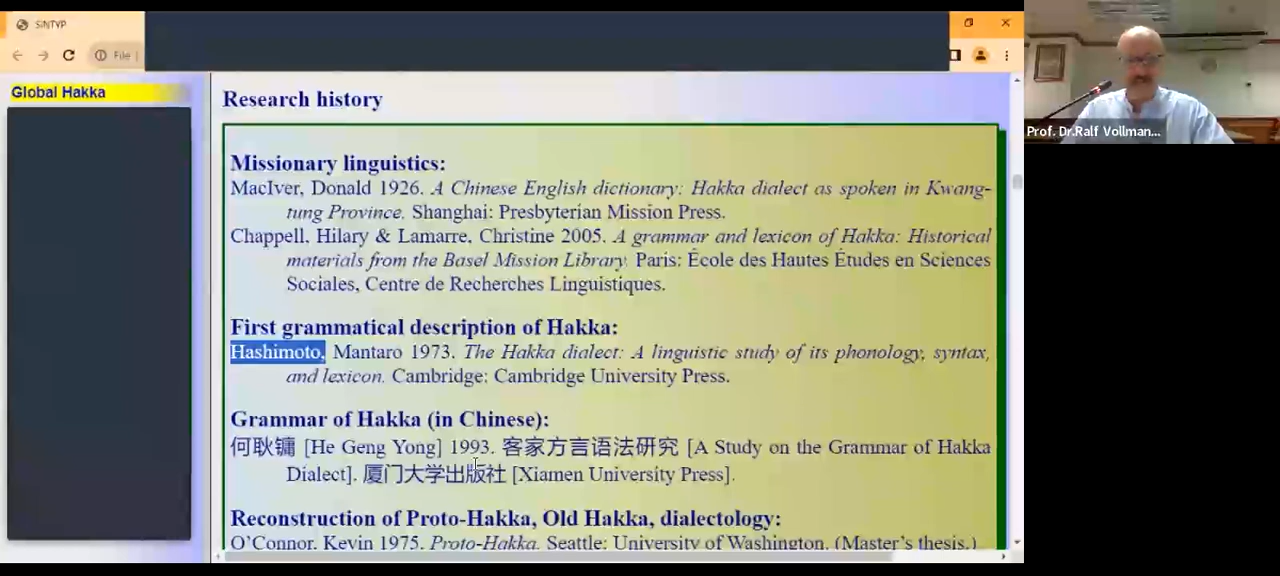 SiNTYP
File
Global Hakka
Research history
Missionary linguistics:
MacIver, Donald 1926. A Chinese English dictionary: Hakka dialect as spoken in Kwang-
tung Province. Shanghai: Presbyterian Mission Press.
Chappell, Hilary & Lamarre, Christine 2005. A grammar and lexicon of Hakka: Historical
materials from the Basel Mission Library. Paris: École des Hautes Études en Sciences
Sociales, Centre de Recherches Linguistiques.
First grammatical description of Hakka:
Hashimoto, Mantaro 1973. The Hakka dialect: A linguistic study of its phonology, syntax,
and lexicon. Cambridge: Cambridge University Press.
Grammar of Hakka (in Chinese):
何耿镛 [He Geng Yong] 1993. 客家方言语法研究 [A Study on the Grammar of Hakka
Dialect]. 厦门大学出版社 [Xiamen University Press].
Reconstruction of Proto-Hakka, Old Hakka, dialectology:
O'Connor, Kevin 1975. Proto-Hakka. Seattle: University of Washington. (Master's thesis.)
Prof. Dr.Ralf Vollman...